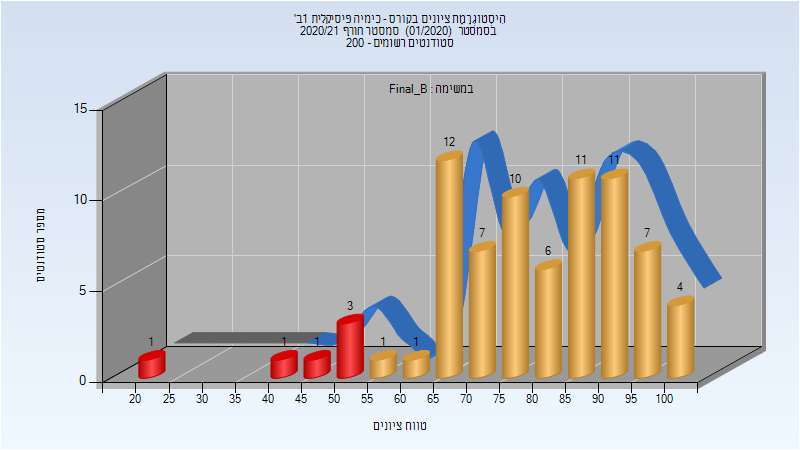 היסטוגרמת ציונים בקורס - כימיה פיסיקלית 1ב'
בסמסטר (01/2020) סמסטר חורף 2020/21
סטודנטים רשומים - 200
במשימה : Final_B
מספר סטודנטים
15
10
5
0
1
1
1
3
1
1
12
7
10
6
11
11
7
4
20 25 30 35 40 45 50 55 60 65 70 75 80 85 90 95 100
טווח ציונים